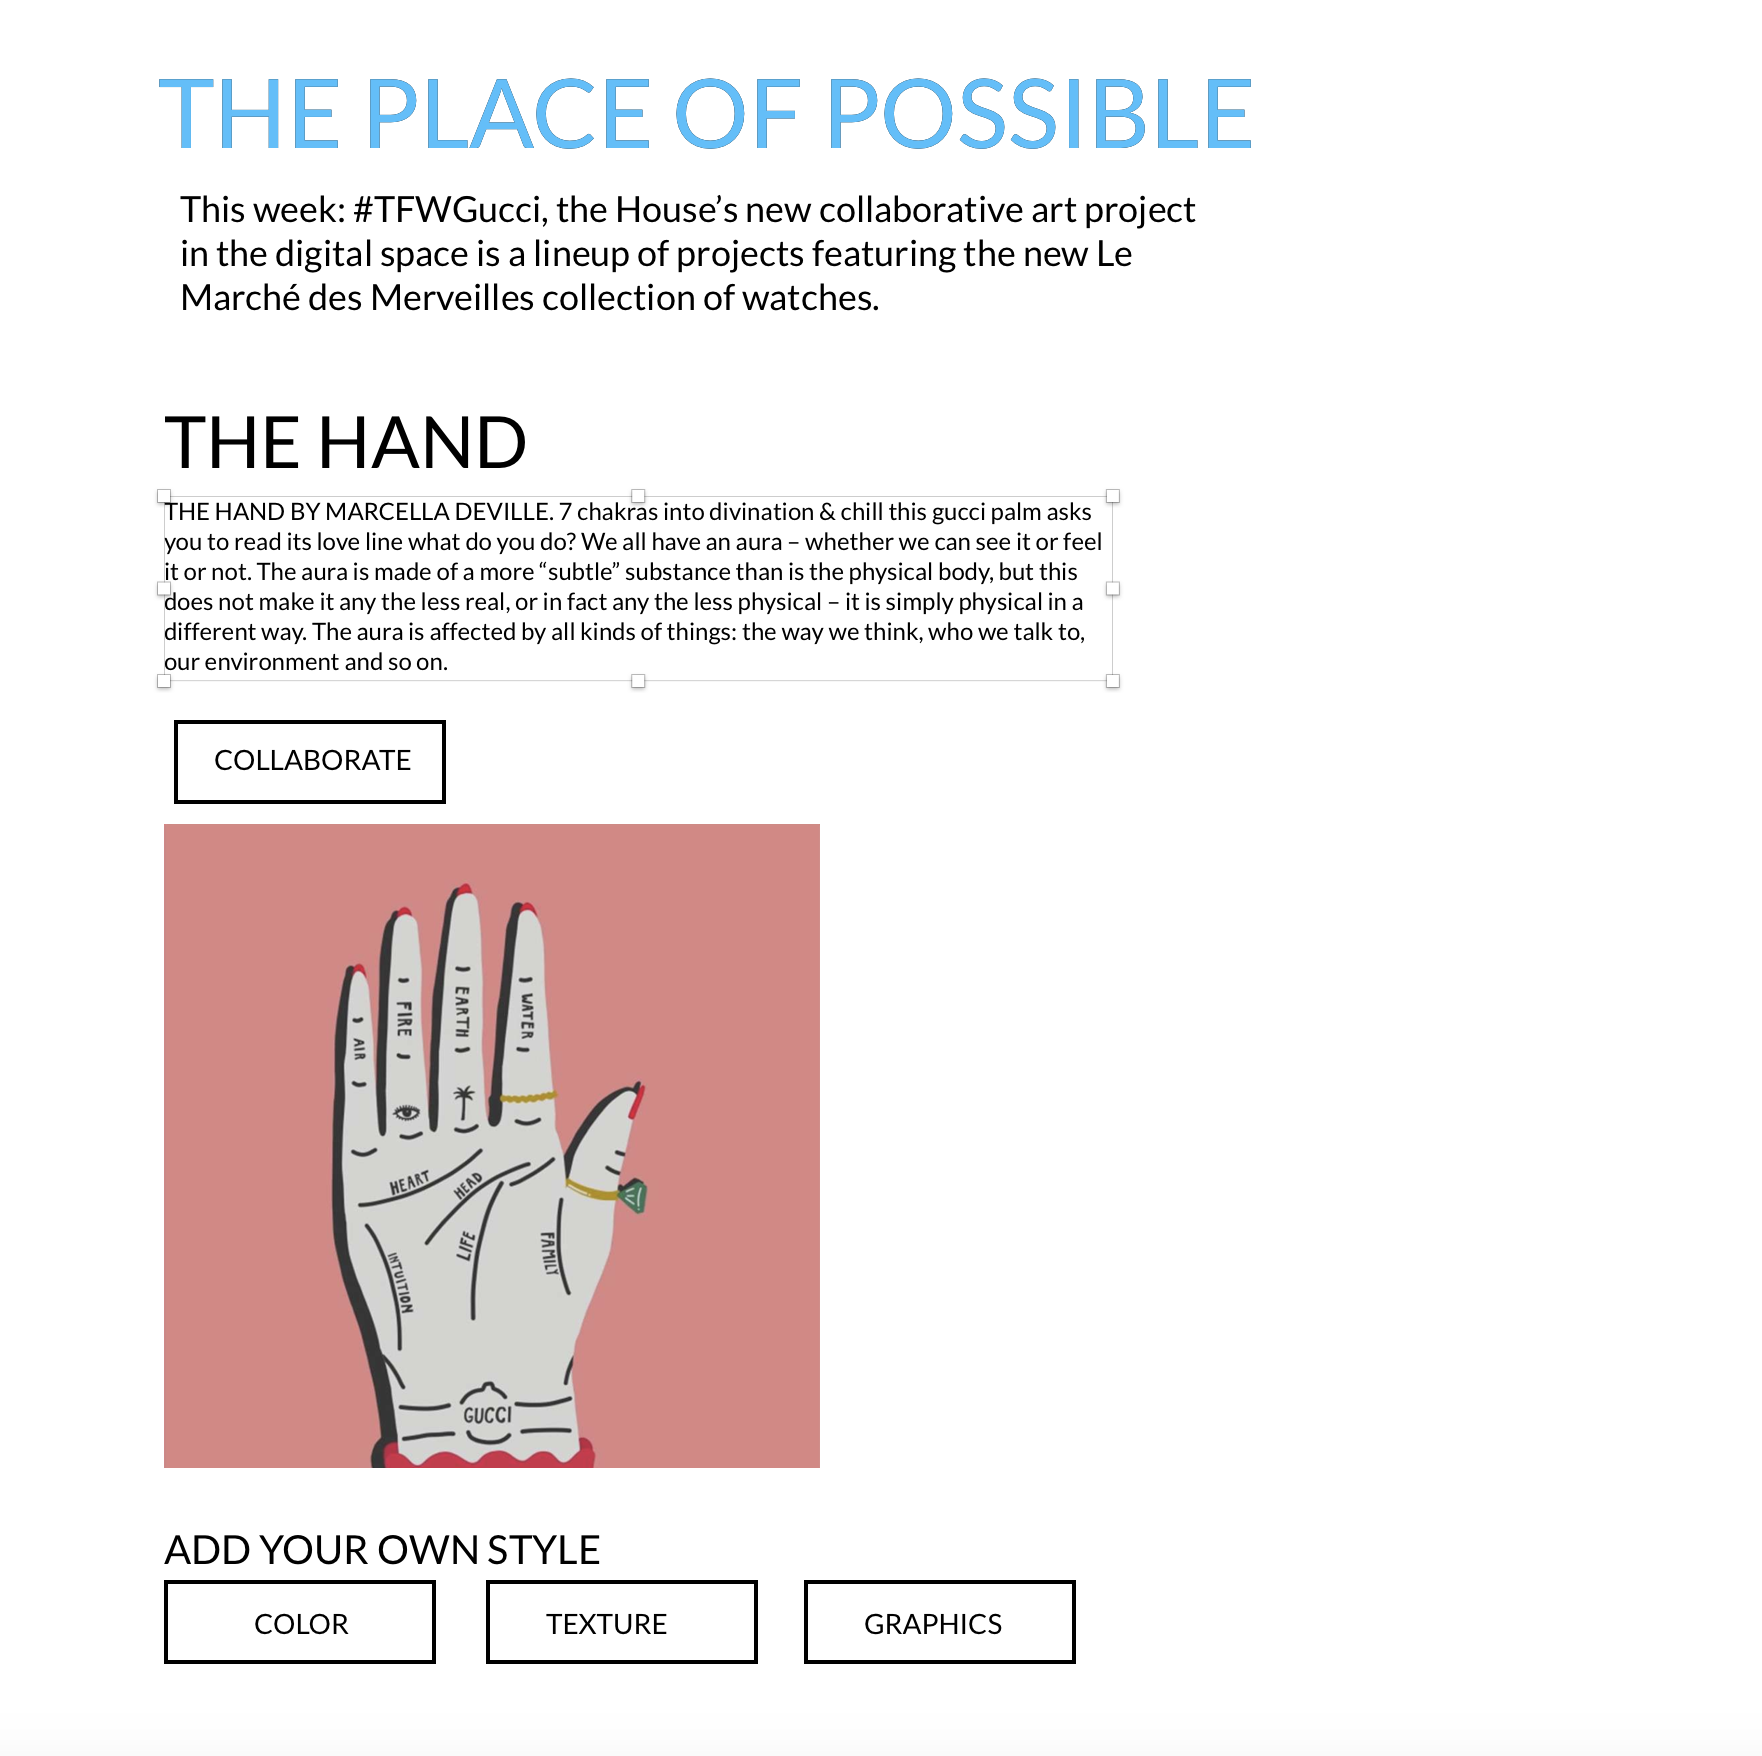 THE PLACE OF POSSIBLE
This week: #TFWGucci, the House’s new collaborative art project
in the digital space is a lineup of projects featuring the new Le
Marché des Merveilles collection of watches.
THE HAND
THE HAND BY MARCELLA DEVILLE. 7 chakras into divination & chill this gucci palm asks
you to read its love line what do you do? We all have an aura – whether we can see it or feel
it or not. The aura is made of a more “subtle” substance than is the physical body, but this
does not make it any the less real, or in fact any the less physical – it is simply physical in a
different way. The aura is affected by all kinds of things: the way we think, who we talk to,
our environment and so on.
COLLABORATE
AIR
FIRE
EARTH
WATER
HEART
HEAD
LIFE
FAMILY
INTUITION
GUCCI
ADD YOUR OWN STYLE
COLOR
TEXTURE
GRAPHICS